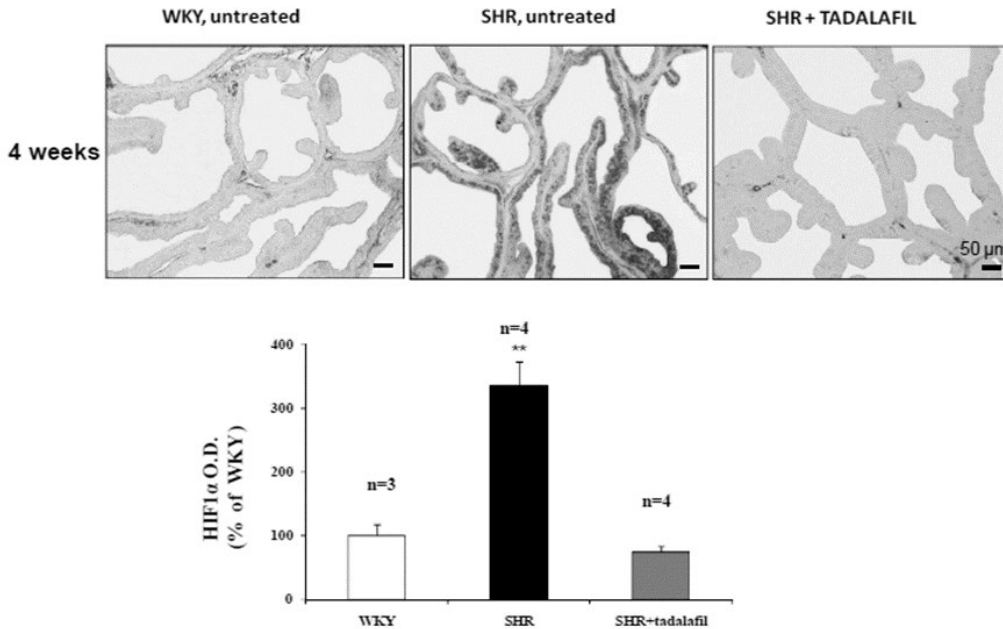 WKY, untreated
SHR, untreated
SHR + TADALAFIL
4 weeks
50 µm
n=4
**
400
300
n=3
n=4
200
100
0
HIF1α O.D.
(% of WKY)
WKY
SHR
SHR+tadalafil